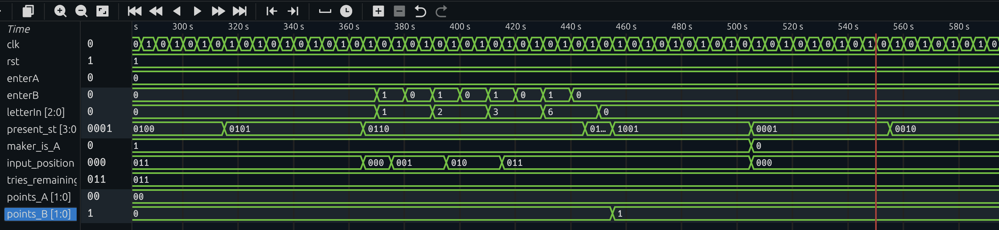 Time s 300 s 320 s 340 s 360 s 380 s 400 s 420 s 440 s 460 s 480 s 500 s 520 s 540 s 560 s 580 s
clk 0 0 1 0 1 0 1 0 1 0 1 0 1 0 1 0 1 0 1 0 1 0 1 0 1 0 1 0 1 0 1 0 1 0 1 0 1 0 1 0 1 0 1 0 1 0 1 0 1 0 1 0 1 0 1 0 1 0 1 0 1 0 1 0
rst 1 1
enterA 0 0
enterB 0 0 1 0 1 0 1 0 1 0
letterIn [2:0] 0 0 1 2 3 6 0
present_st [3:0 0001 0100 0101 0110 01... 1001 0001 0010
maker_is_A 0 1 0
input_position 000 011 000 001 010 011 000
tries_remaining 011 011
points_A [1:0] 00 00
points_B [1:0] 1 0 1